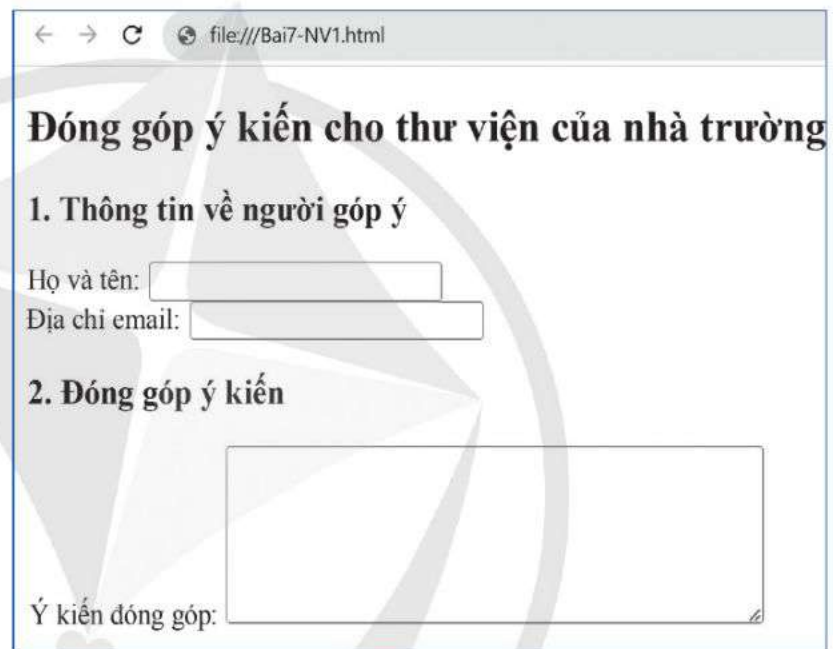 file:///Bai7-NV1.html
Đóng góp ý kiến cho thư viện của nhà trường
1. Thông tin về người góp ý
Họ và tên:
Địa chỉ email:
2. Đóng góp ý kiến
Ý kiến đóng góp: